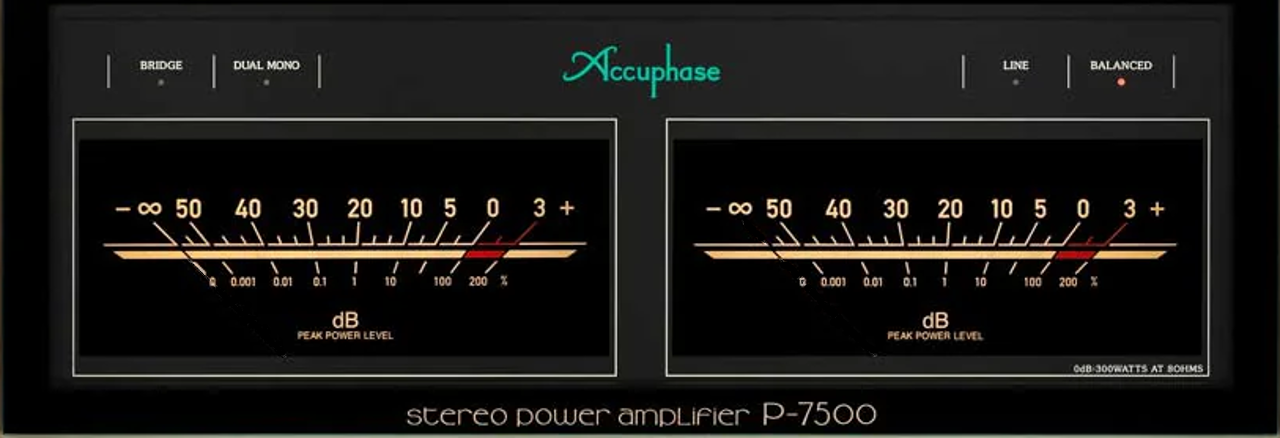 BRIDGE DUAL MONO Accuphase LINE BALANCED
− ∞ 50 40 30 20 10 5 0 3 +
0 0.001 0.01 0.1 1 10 100 200 %
dB
PEAK POWER LEVEL
− ∞ 50 40 30 20 10 5 0 3 +
0 0.001 0.01 0.1 1 10 100 200 %
dB
PEAK POWER LEVEL
0dB·300WATTS AT 8OHMS
stereo power amplifier P-7500